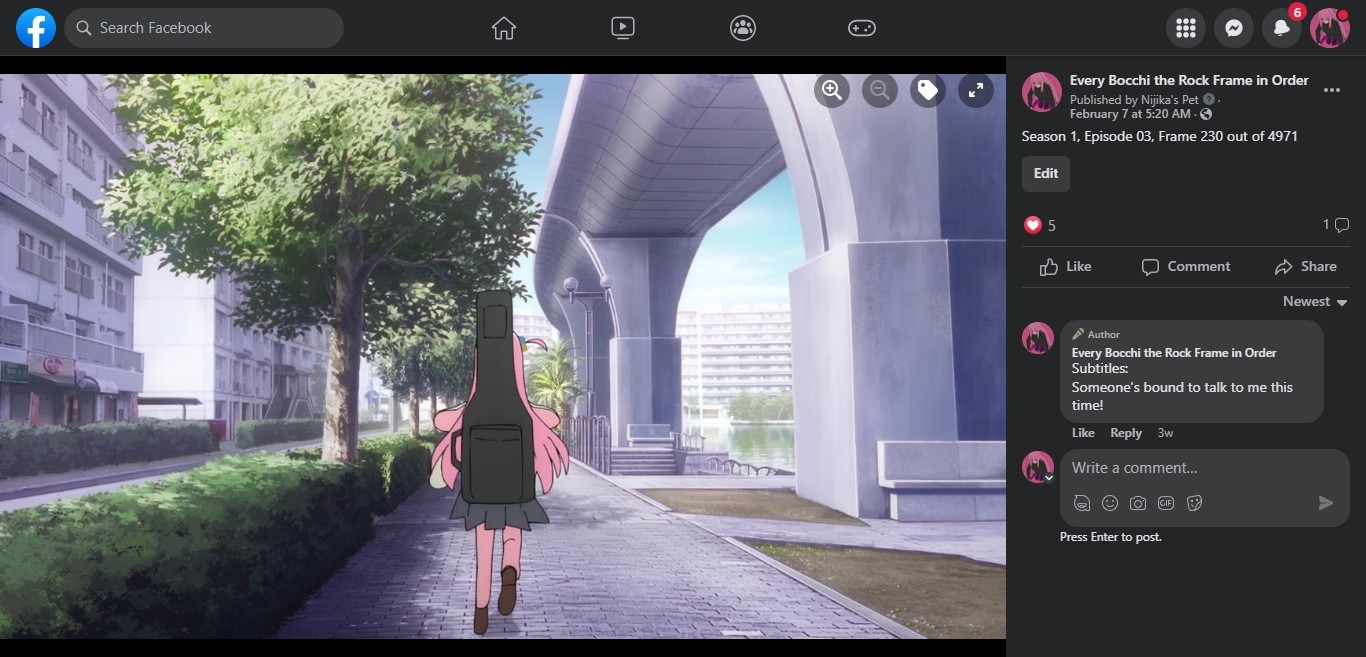 Search Facebook
6
Every Bocchi the Rock Frame in Order
Published by Nijika's Pet
February 7 at 5:20 AM
Season 1, Episode 03, Frame 230 out of 4971
Edit
5
1
Like
Comment
Share
Newest
Author
Every Bocchi the Rock Frame in Order
Subtitles:
Someone's bound to talk to me this
time!
Like Reply 3w
Write a comment...
GIF
Press Enter to post.